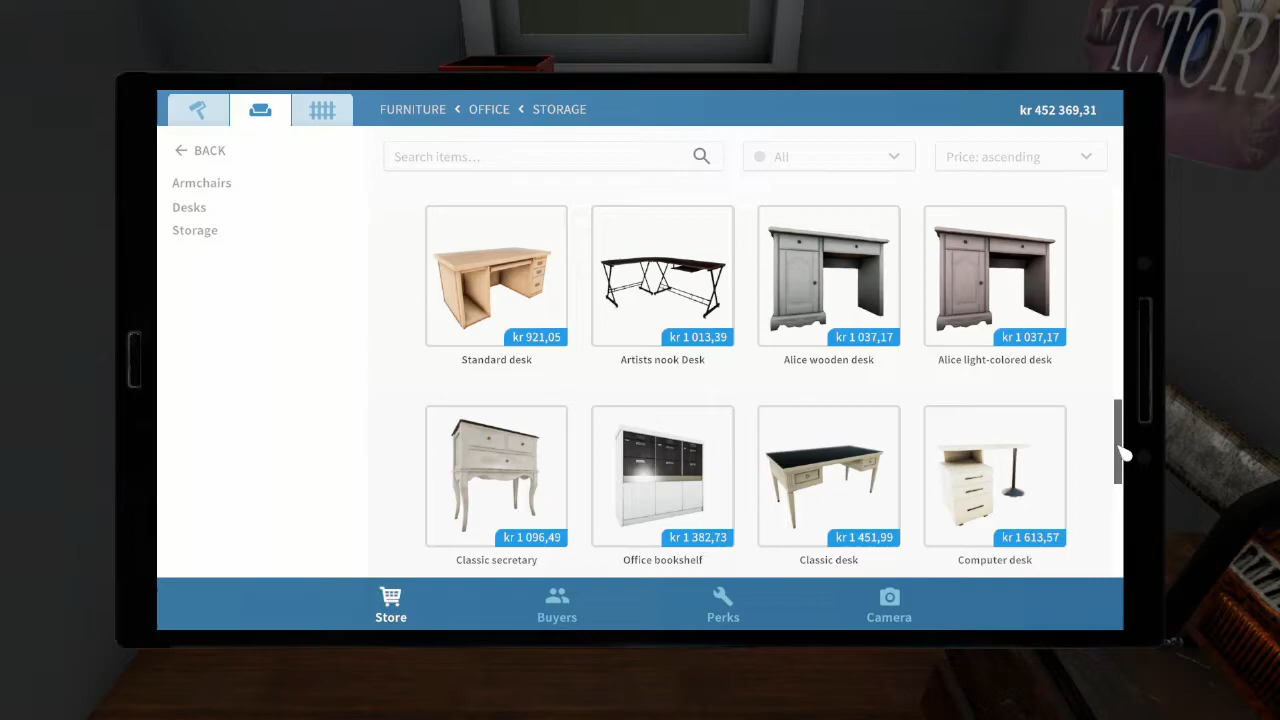 VICTORY
FURNITURE < OFFICE < STORAGE
kr 452 369,31
BACK
Armchairs
Desks
Storage
Search items...
All
Price: ascending
kr 921,05
kr 1 013,39
kr 1 037,17
kr 1 037,17
Standard desk
Artists nook Desk
Alice wooden desk
Alice light-colored desk
kr 1 096,49
kr 1 382,73
kr 1 451,99
kr 1 613,57
Classic secretary
Office bookshelf
Classic desk
Computer desk
Store
Buyers
Perks
Camera